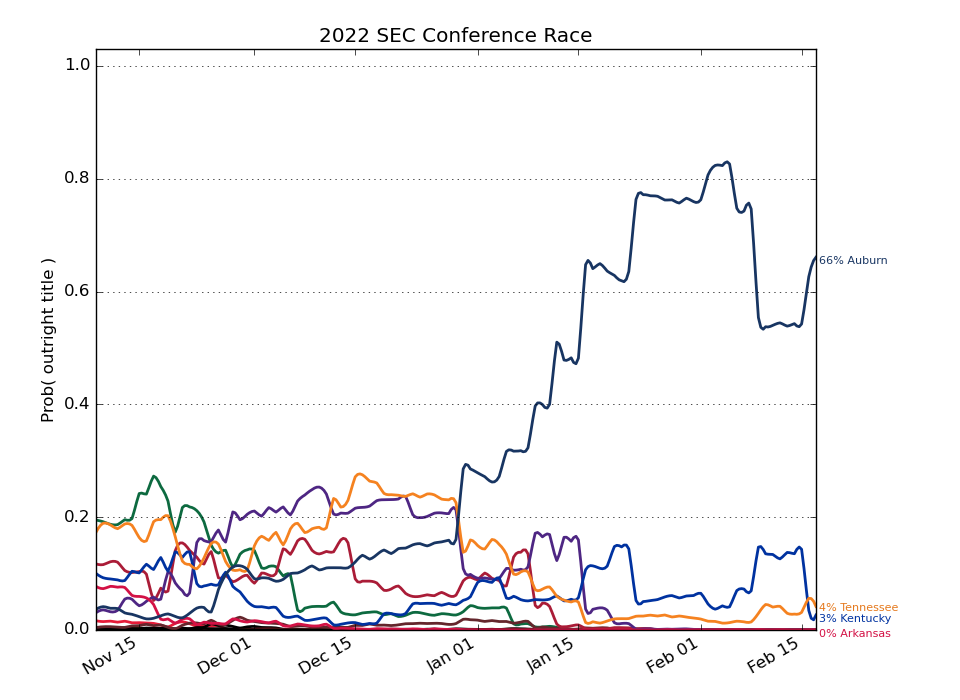 2022 SEC Conference Race
Prob( outright title )
1.0
0.8
0.6
0.4
0.2
0.0
66% Auburn
4% Tennessee
3% Kentucky
0% Arkansas
Nov 15
Dec 01
Dec 15
Jan 01
Jan 15
Feb 01
Feb 15